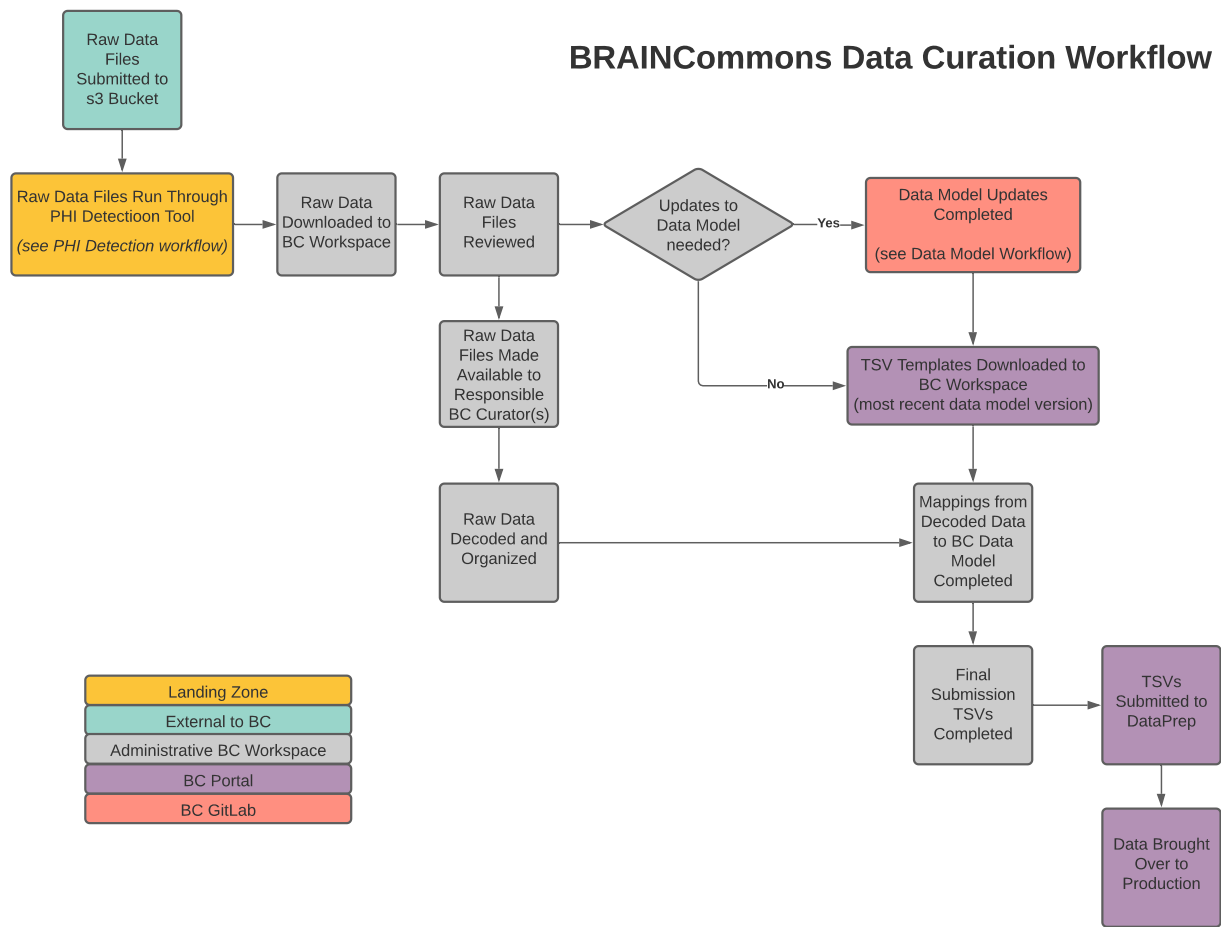 BRAINCommons Data Curation Workflow
Raw Data
Files
Submitted to
s3 Bucket
Raw Data Files Run Through
PHI Detectioon Tool
(see PHI Detection workflow)
Raw Data
Downloaded to
BC Workspace
Raw Data
Files
Reviewed
Updates to
Data Model
needed?
Yes
Data Model Updates
Completed
(see Data Model Workflow)
Raw Data
Files Made
Available to
Responsible
BC Curator(s)
No
TSV Templates Downloaded to
BC Workspace
(most recent data model version)
Raw Data
Decoded and
Organized
Mappings from
Decoded Data
to BC Data
Model
Completed
Final
Submission
TSVs
Completed
TSVs
Submitted to
DataPrep
Data Brought
Over to
Production
Landing Zone
External to BC
Administrative BC Workspace
BC Portal
BC GitLab